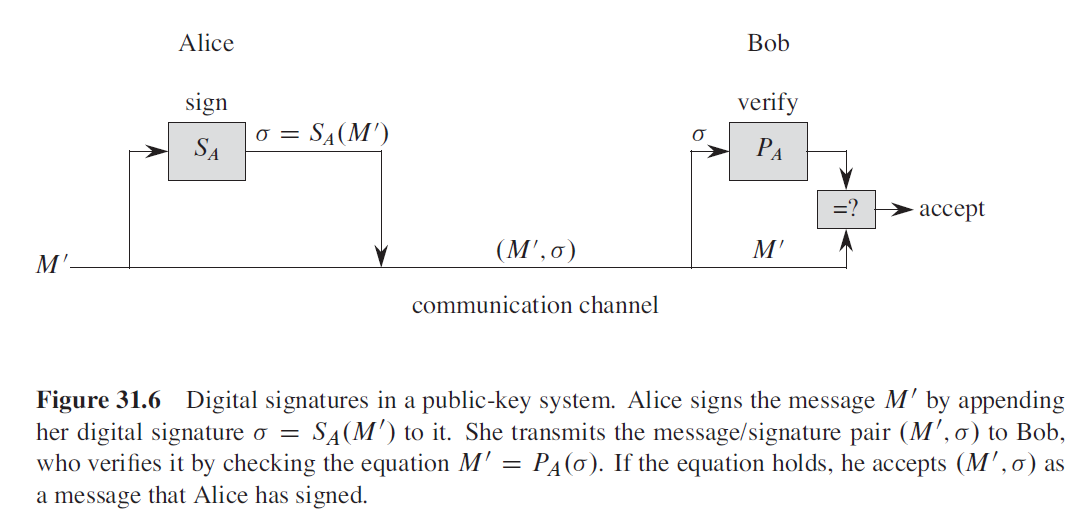 Alice Bob
sign verify
S_A σ = S_A(M′) σ P_A
=? accept
M′ (M′, σ) M′
communication channel
Figure 31.6 Digital signatures in a public-key system. Alice signs the message M′ by appending
her digital signature σ = S_A(M′) to it. She transmits the message/signature pair (M′, σ) to Bob,
who verifies it by checking the equation M′ = P_A(σ). If the equation holds, he accepts (M′, σ) as
a message that Alice has signed.